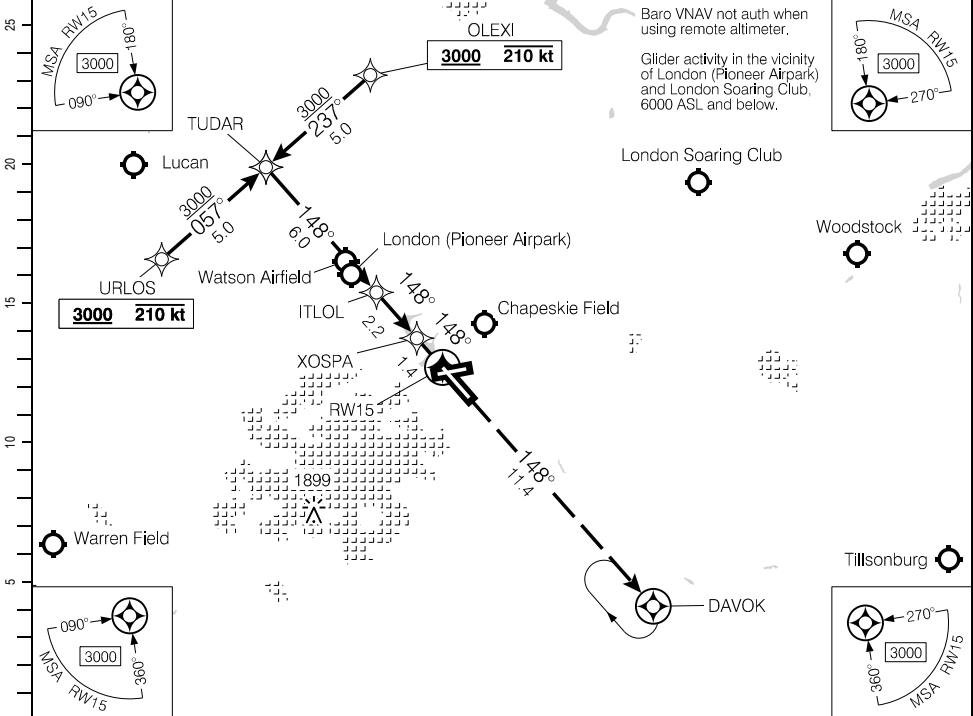 25
20
15
10
5
MSA RW15
180°
3000
090°
OLEXI
3000 210 kt
Baro VNAV not auth when
using remote altimeter.
Glider activity in the vicinity
of London (Pioneer Airpark)
and London Soaring Club,
6000 ASL and below.
MSA RW15
180°
3000
270°
3000
237°
5.0
TUDAR
Lucan
London Soaring Club
3000
057°
5.0
148°
6.0
Woodstock
London (Pioneer Airpark)
Watson Airfield
URLOS
3000 210 kt
ITLOL
148°
2.2
Chapeskie Field
148°
XOSPA
1.4
RW15
148°
11.4
1899
Warren Field
Tillsonburg
DAVOK
090°
3000
360°
MSA RW15
270°
3000
360°
MSA RW15